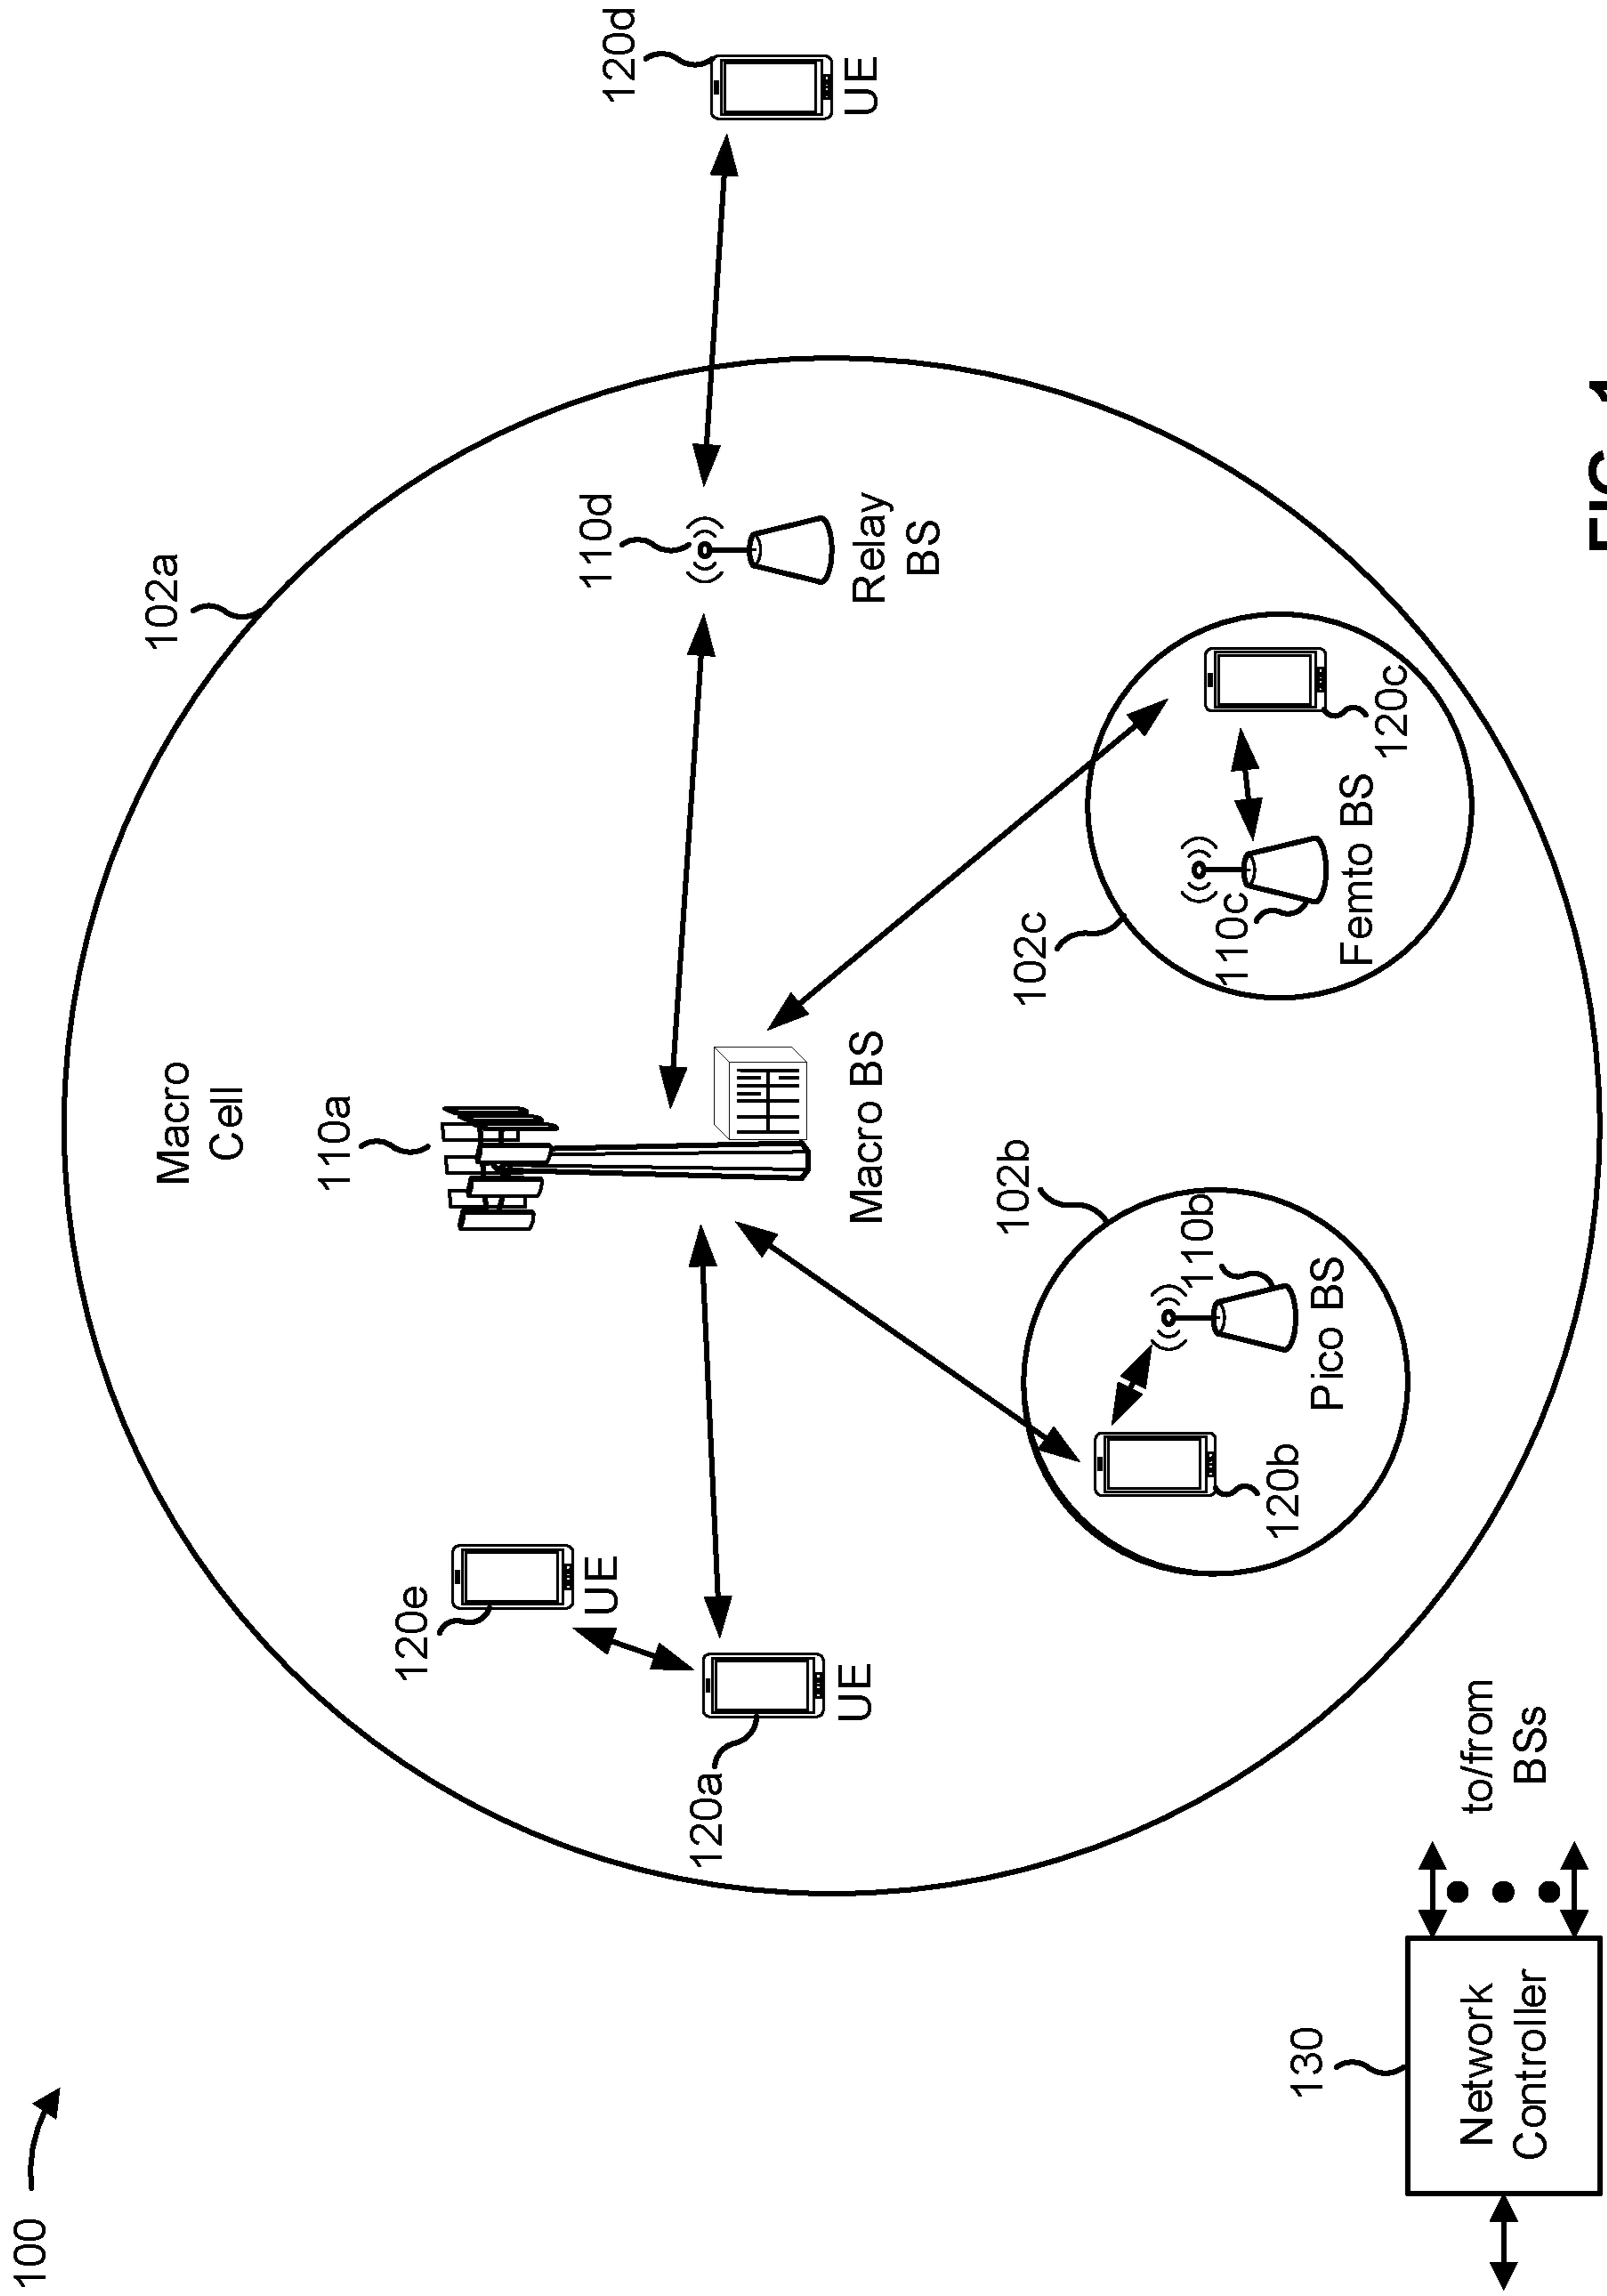 100
Macro
Cell
102a
110a
120e
UE
120a
UE
Macro BS
110d
Relay
BS
120d
UE
102b
110b
120b
Pico BS
102c
110c
120c
Femto BS
130
Network
Controller
to/from
BSs